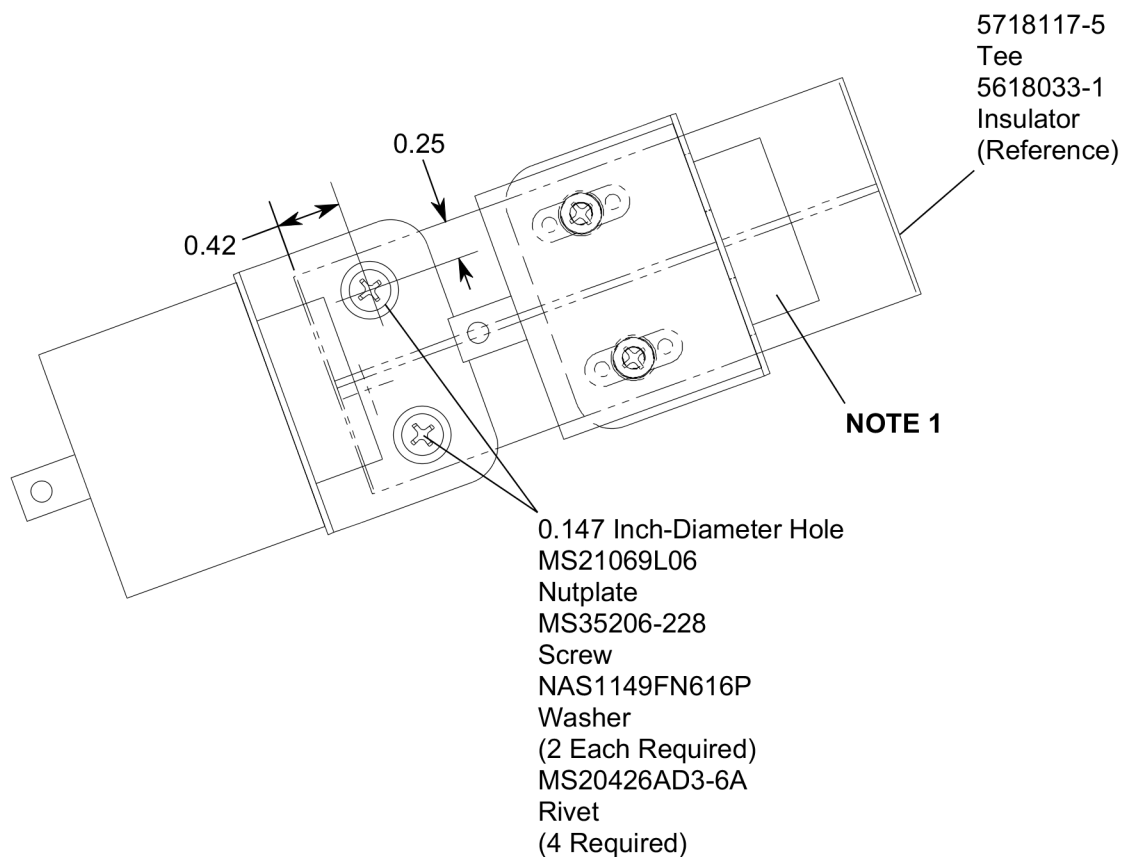 5718117-5
Tee
5618033-1
Insulator
(Reference)
0.25
0.42
NOTE 1
0.147 Inch-Diameter Hole
MS21069L06
Nutplate
MS35206-228
Screw
NAS1149FN616P
Washer
(2 Each Required)
MS20426AD3-6A
Rivet
(4 Required)